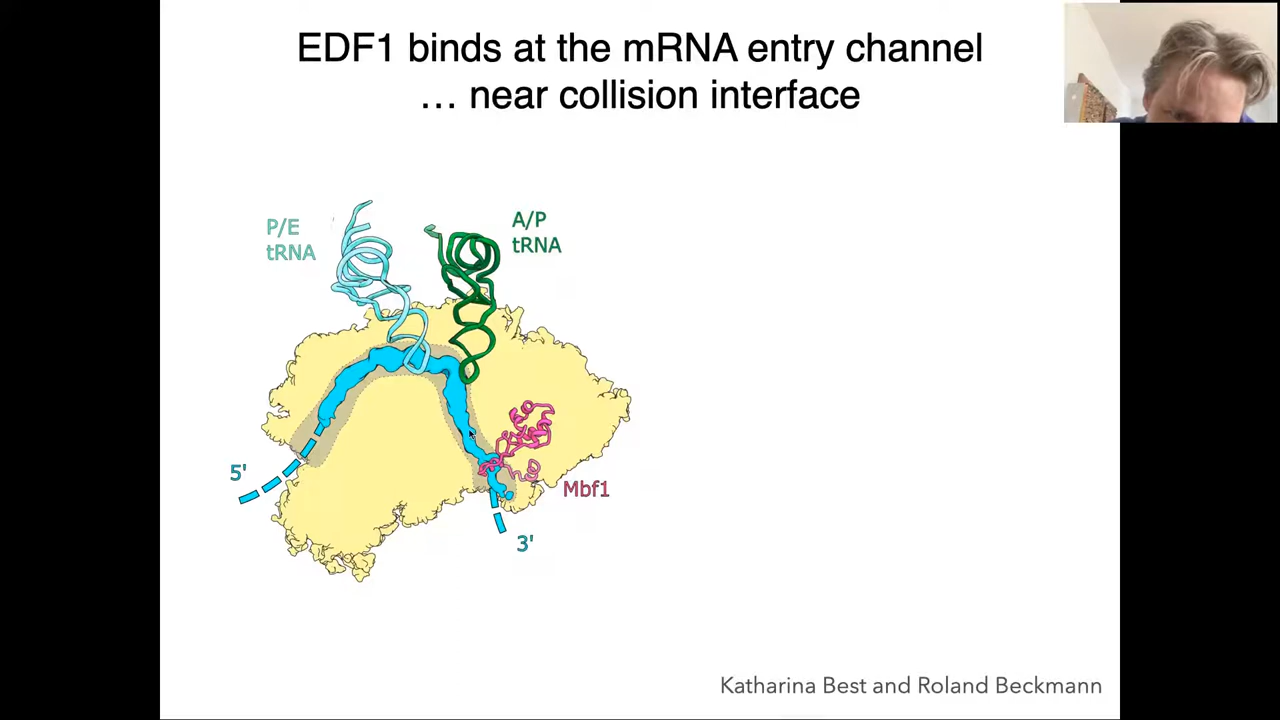 EDF1 binds at the mRNA entry channel
… near collision interface
P/E
tRNA
A/P
tRNA
5'
Mbf1
3'
Katharina Best and Roland Beckmann